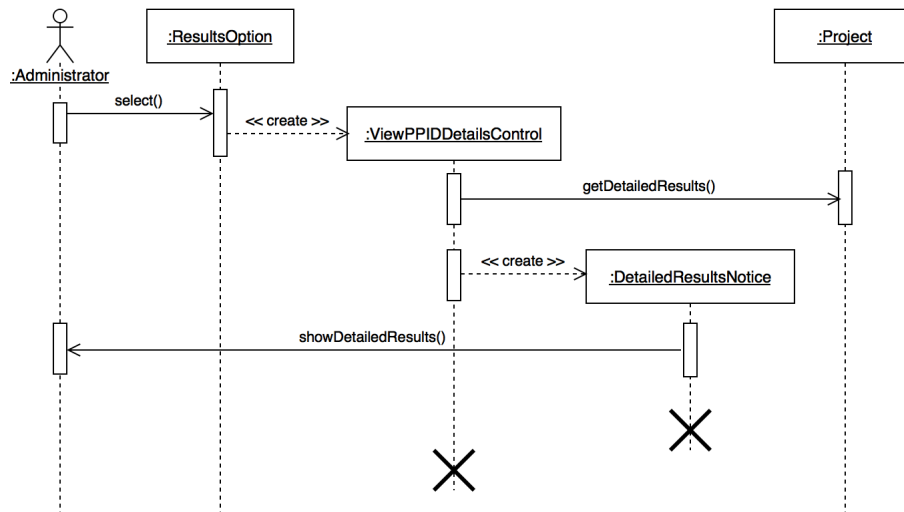 :ResultsOption
:Project
:Administrator
select()
<< create >>
:ViewPPIDDetailsControl
getDetailedResults()
<< create >>
:DetailedResultsNotice
showDetailedResults()